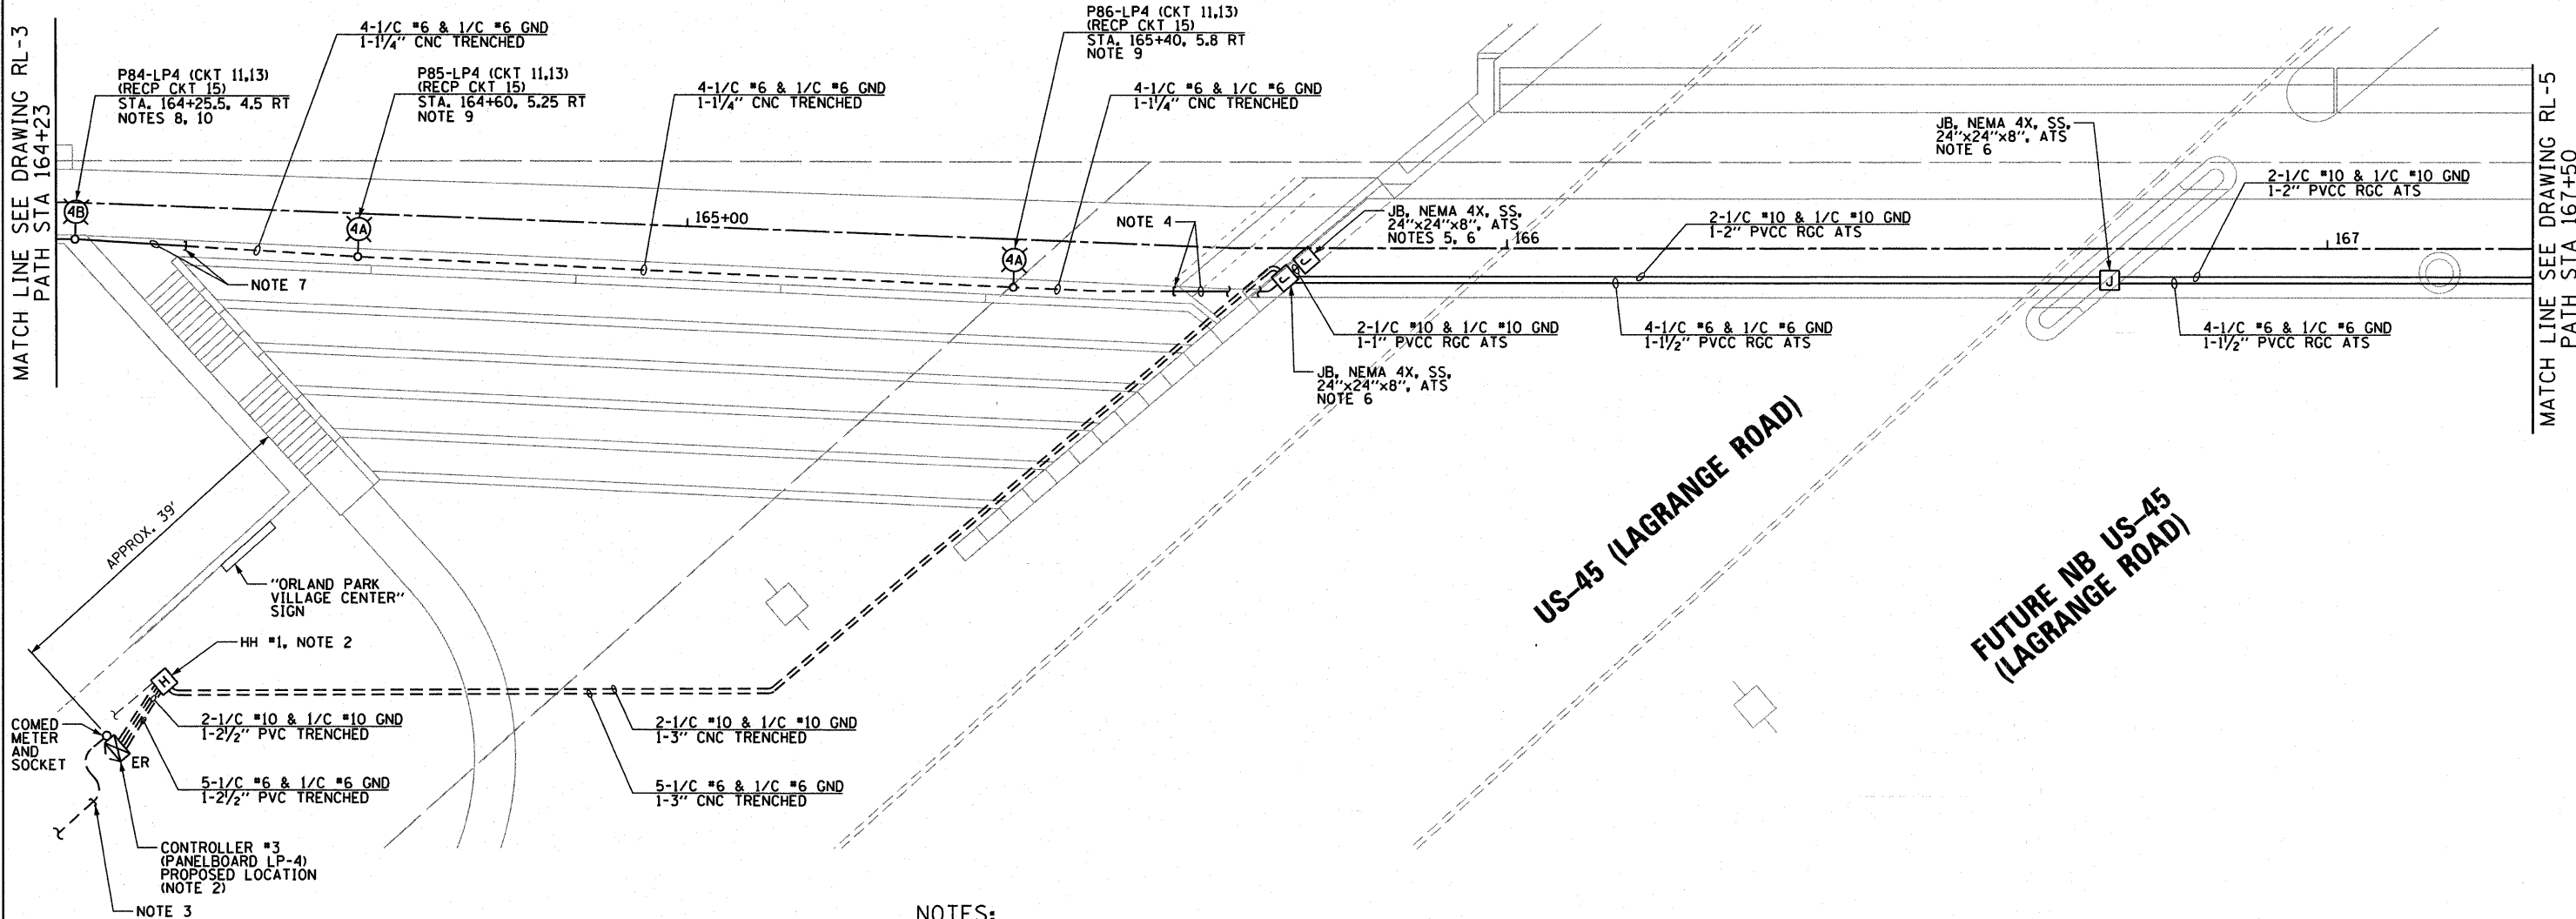 MATCH LINE SEE DRAWING RL-3
PATH STA 164+23
P84-LP4 (CKT 11,13)
(RECP CKT 15)
STA. 164+25.5, 4.5 RT
NOTES 8, 10
4-1/C #6 & 1/C #6 GND
1-1¼" CNC TRENCHED
P85-LP4 (CKT 11,13)
(RECP CKT 15)
STA. 164+60, 5.25 RT
NOTE 9
4-1/C #6 & 1/C #6 GND
1-1¼" CNC TRENCHED
P86-LP4 (CKT 11,13)
(RECP CKT 15)
STA. 165+40, 5.8 RT
NOTE 9
4-1/C #6 & 1/C #6 GND
1-1¼" CNC TRENCHED
JB, NEMA 4X, SS,
24"x24"x8", ATS
NOTE 6
2-1/C #10 & 1/C #10 GND
1-2" PVCC RGC ATS
MATCH LINE SEE DRAWING RL-5
PATH STA 167+50
4B
4A
165+00
4A
NOTE 4
JB, NEMA 4X, SS,
24"x24"x8", ATS
NOTES 5, 6
2-1/C #10 & 1/C #10 GND
1-2" PVCC RGC ATS
166
167
J
J
J
NOTE 7
2-1/C #10 & 1/C #10 GND
1-1" PVCC RGC ATS
4-1/C #6 & 1/C #6 GND
1-1½" PVCC RGC ATS
4-1/C #6 & 1/C #6 GND
1-1½" PVCC RGC ATS
JB, NEMA 4X, SS,
24"x24"x8", ATS
NOTE 6
US-45 (LAGRANGE ROAD)
FUTURE NB US-45
(LAGRANGE ROAD)
APPROX. 39'
"ORLAND PARK
VILLAGE CENTER"
SIGN
HH #1, NOTE 2
H
COMED
METER
AND
SOCKET
ER
2-1/C #10 & 1/C #10 GND
1-2½" PVC TRENCHED
5-1/C #6 & 1/C #6 GND
1-2½" PVC TRENCHED
2-1/C #10 & 1/C #10 GND
1-3" CNC TRENCHED
5-1/C #6 & 1/C #6 GND
1-3" CNC TRENCHED
CONTROLLER #3
(PANELBOARD LP-4)
PROPOSED LOCATION
(NOTE 2)
NOTE 3
NOTES: